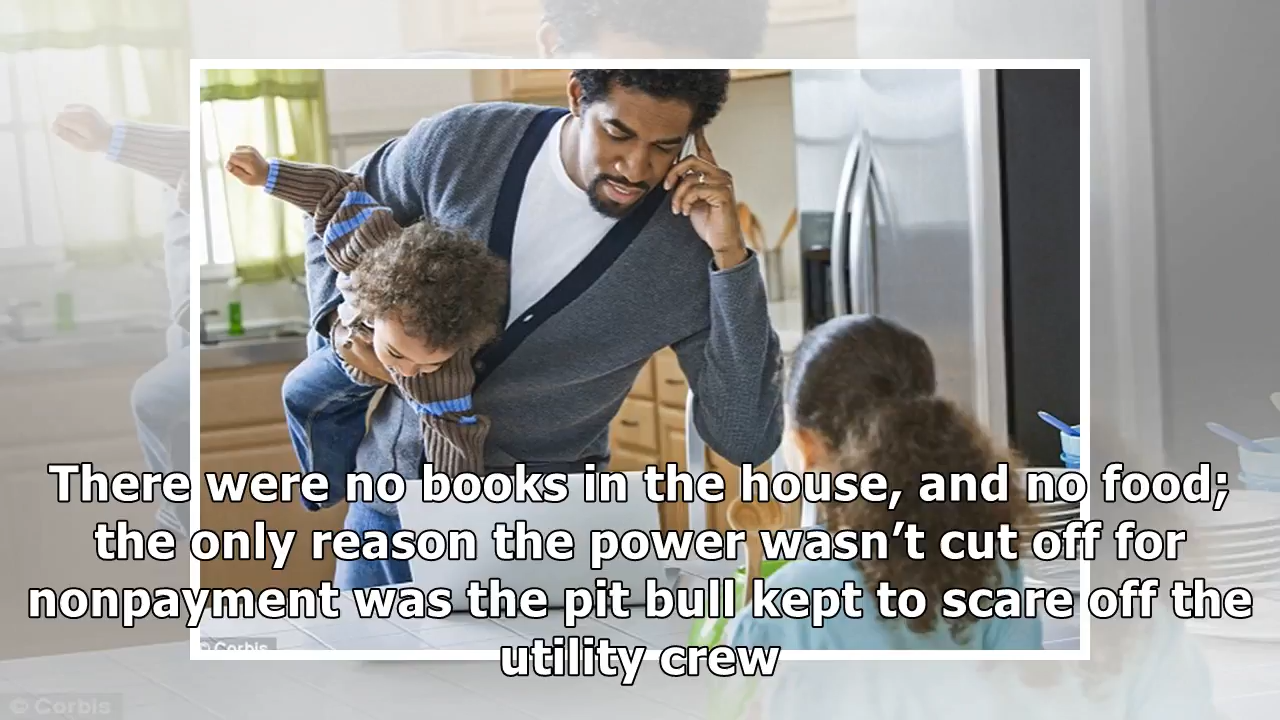 There were no books in the house, and no food;
the only reason the power wasn’t cut off for
nonpayment was the pit bull kept to scare off the
utility crew
© Corbis
© Corbis